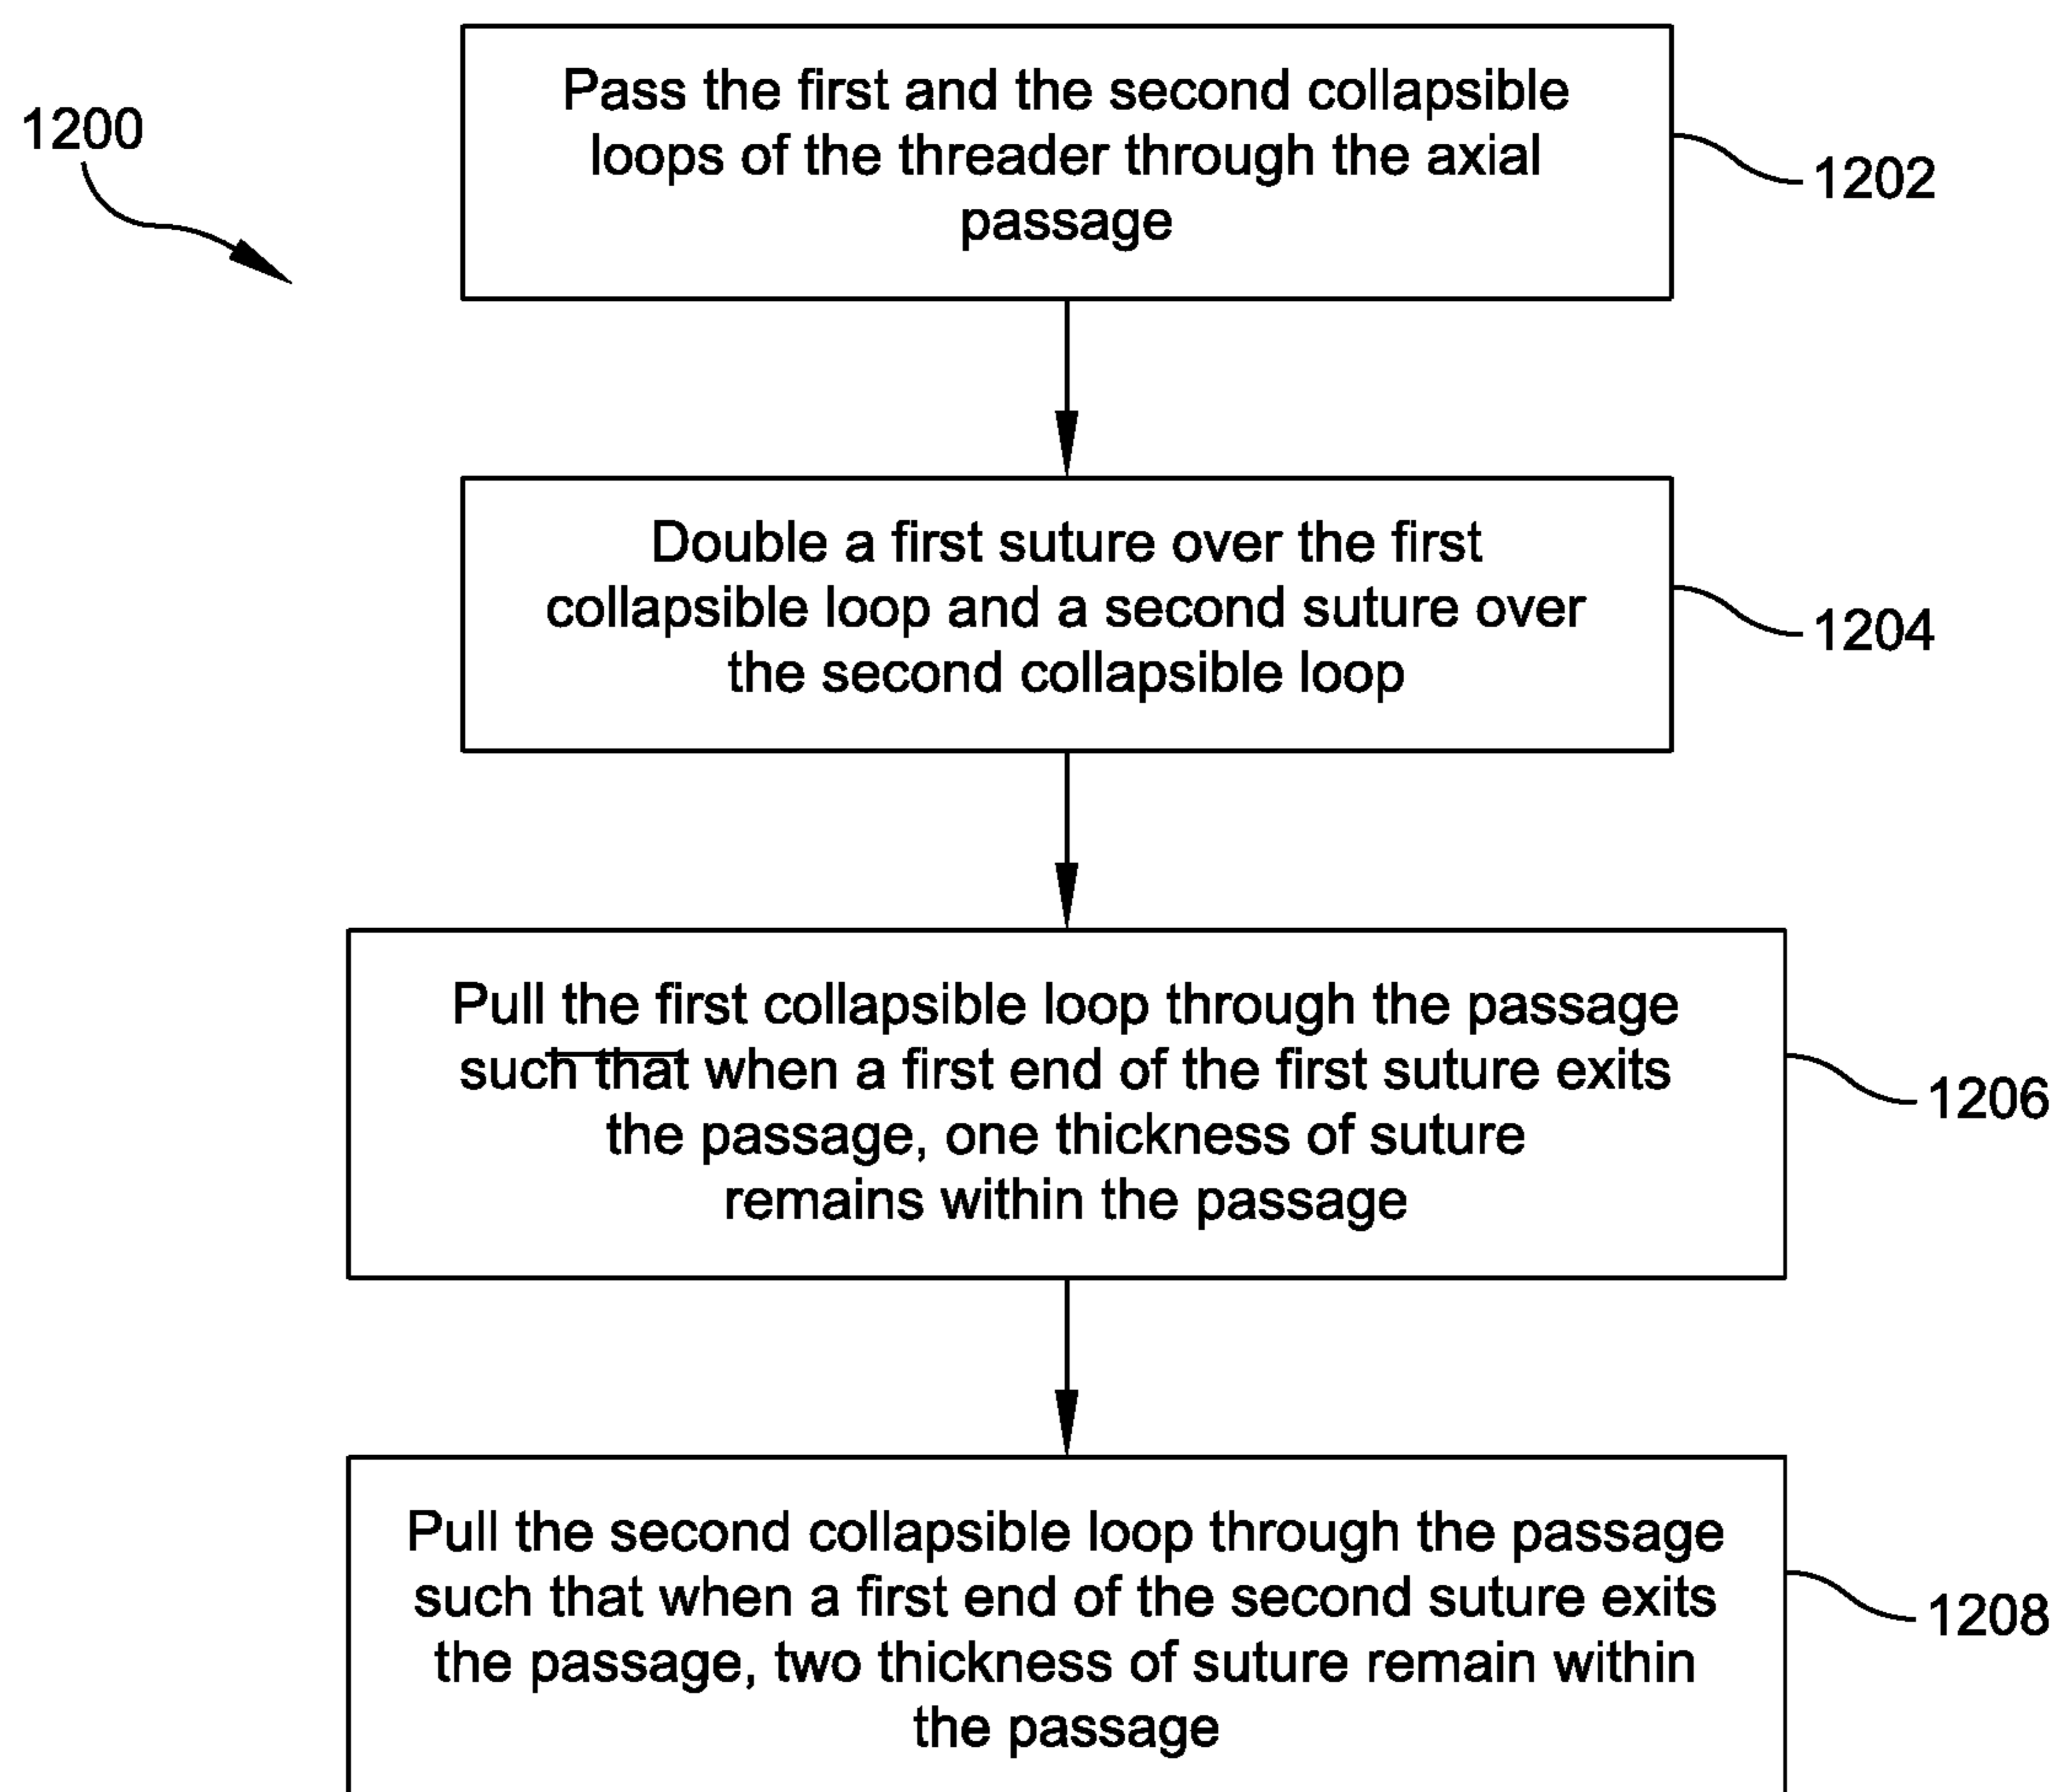 1200
Pass the first and the second collapsible
loops of the threader through the axial
passage
1202
Double a first suture over the first
collapsible loop and a second suture over
the second collapsible loop
1204
Pull the first collapsible loop through the passage
such that when a first end of the first suture exits
the passage, one thickness of suture
remains within the passage
1206
Pull the second collapsible loop through the passage
such that when a first end of the second suture exits
the passage, two thickness of suture remain within
the passage
1208